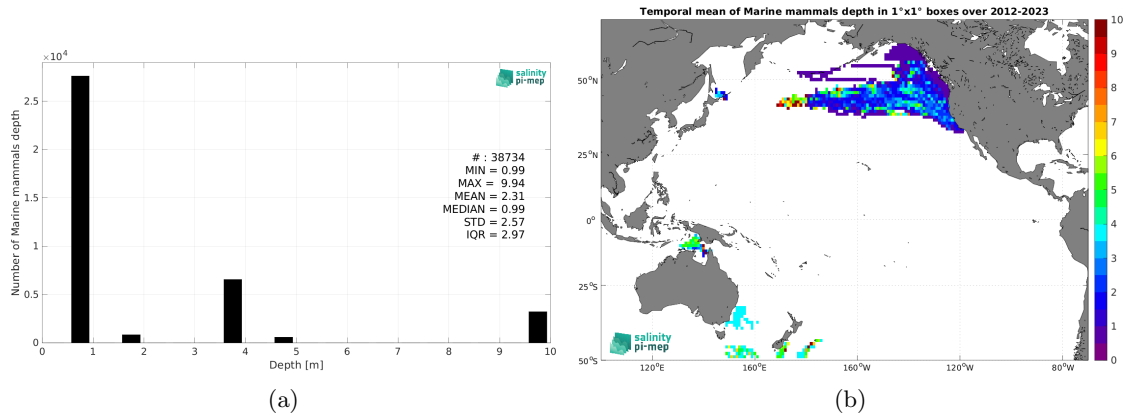 ×10⁴
2.5
2
1.5
1
0.5
0
0 1 2 3 4 5 6 7 8 9 10
Number of Marine mammals depth
Depth [m]
salinity
pi-mep
# : 38734
MIN = 0.99
MAX = 9.94
MEAN = 2.31
MEDIAN = 0.99
STD = 2.57
IQR = 2.97
(a)
Temporal mean of Marine mammals depth in 1°x1° boxes over 2012-2023
50°N
25°N
0°
25°S
50°S
120°E 160°E 160°W 120°W 80°W
salinity
pi-mep
10
9
8
7
6
5
4
3
2
1
0
(b)